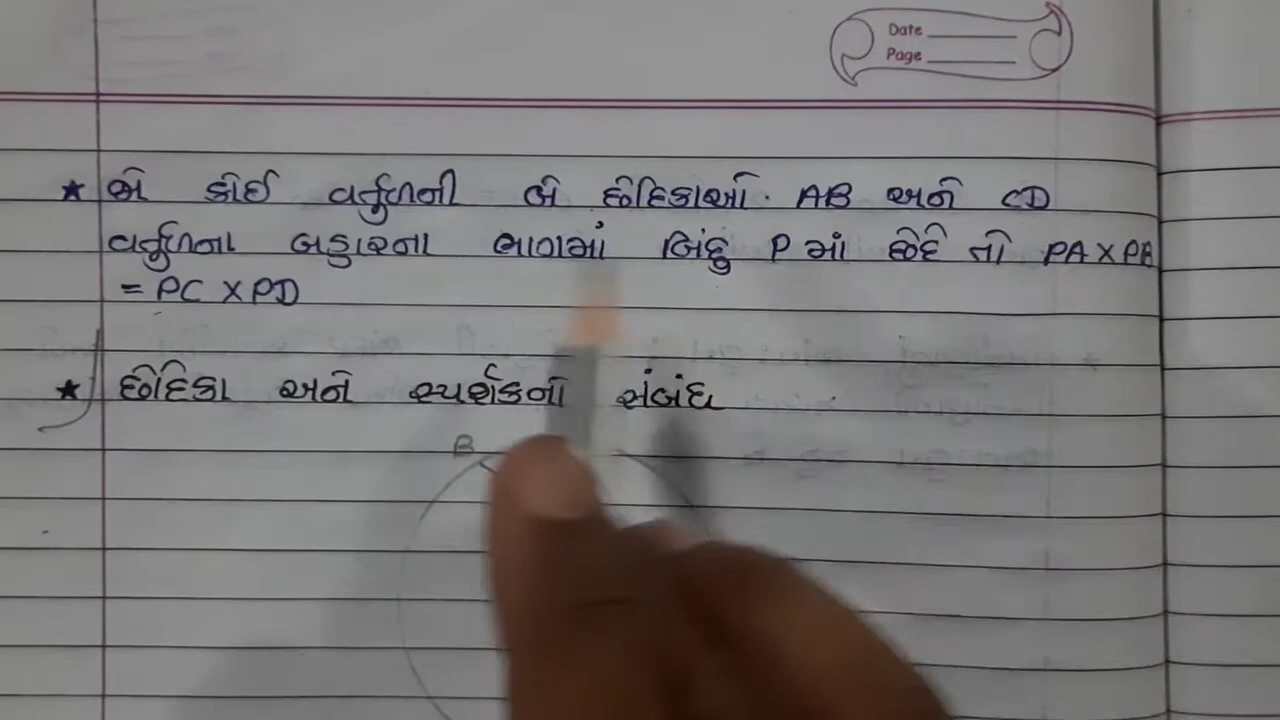 Date
Page
★ જો કોઈ વર્તુળની બે છેદિકાઓ AB અને CD
વર્તુળના બહારના ભાગમાં બિંદુ P માં છેદે તો PA X PB
= PC X PD
★ છેદિકા અને સ્પર્શકનો સંબંધ
B